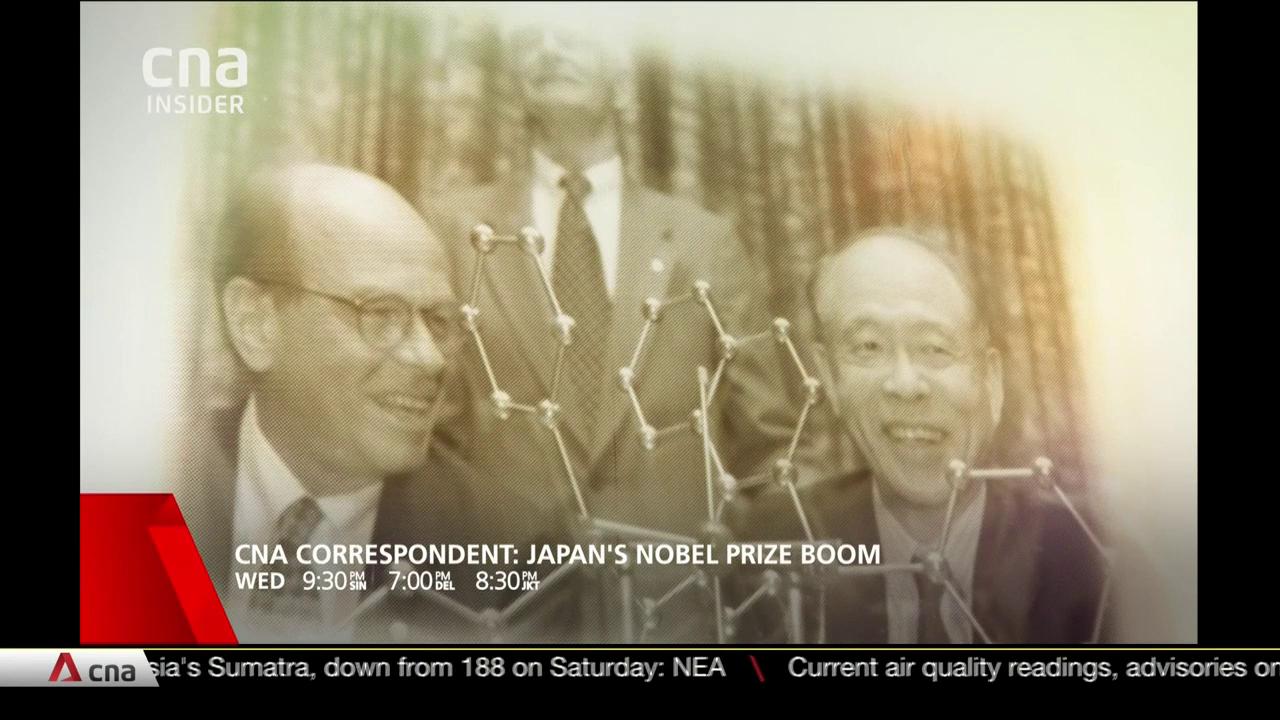 cna
INSIDER
CNA CORRESPONDENT: JAPAN'S NOBEL PRIZE BOOM
WED 9:30PM SIN 7:00PM DEL 8:30PM JKT
cna
sia's Sumatra, down from 188 on Saturday: NEA \ Current air quality readings, advisories on